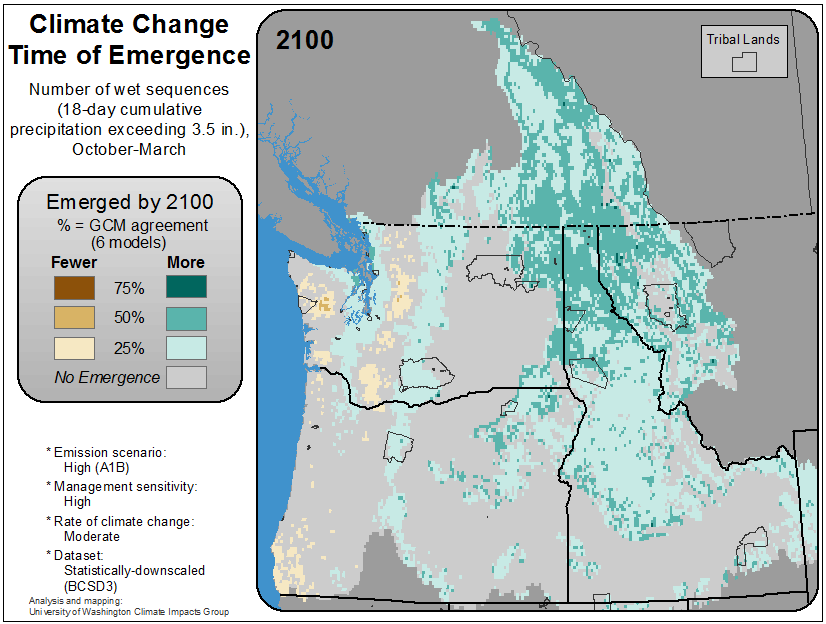 Climate Change
Time of Emergence
Number of wet sequences
(18-day cumulative
precipitation exceeding 3.5 in.),
October-March
Emerged by 2100
% = GCM agreement
(6 models)
Fewer More
75%
50%
25%
No Emergence
* Emission scenario:
High (A1B)
* Management sensitivity:
High
* Rate of climate change:
Moderate
* Dataset:
Statistically-downscaled
(BCSD3)
Analysis and mapping:
University of Washington Climate Impacts Group
2100
Tribal Lands